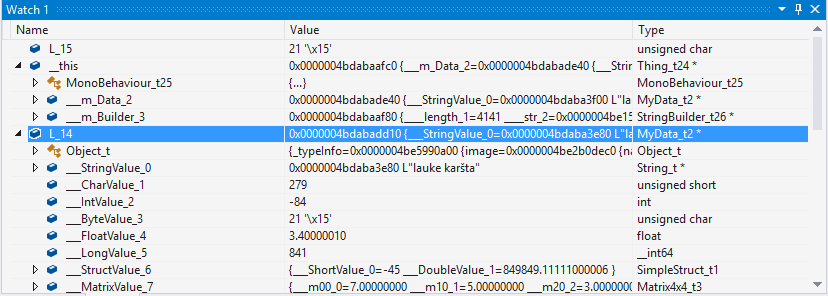 Watch 1
Name Value Type
L_15 21 '\x15' unsigned char
__this 0x0000004bdabaafc0 {___m_Data_2=0x0000004bdabade40 {___Strin Thing_t24 *
MonoBehaviour_t25 {...} MonoBehaviour_t25
___m_Data_2 0x0000004bdabade40 {___StringValue_0=0x0000004bdaba3f00 L"lau MyData_t2 *
___m_Builder_3 0x0000004bdabaaf80 {___length_1=4141 ___str_2=0x0000004be15 StringBuilder_t26 *
L_14 0x0000004bdabadd10 {___StringValue_0=0x0000004bdaba3e80 L"lau MyData_t2 *
Object_t {_typeInfo=0x0000004be5990a00 {image=0x0000004be2b0dec0 {na Object_t
___StringValue_0 0x0000004bdaba3e80 L"lauke karšta" String_t *
___CharValue_1 279 unsigned short
___IntValue_2 -84 int
___ByteValue_3 21 '\x15' unsigned char
___FloatValue_4 3.40000010 float
___LongValue_5 841 __int64
___StructValue_6 {___ShortValue_0=-45 ___DoubleValue_1=849849.11111000006 } SimpleStruct_t1
___MatrixValue_7 {___m00_0=7.00000000 ___m10_1=5.00000000 ___m20_2=3.0000000 Matrix4x4_t3